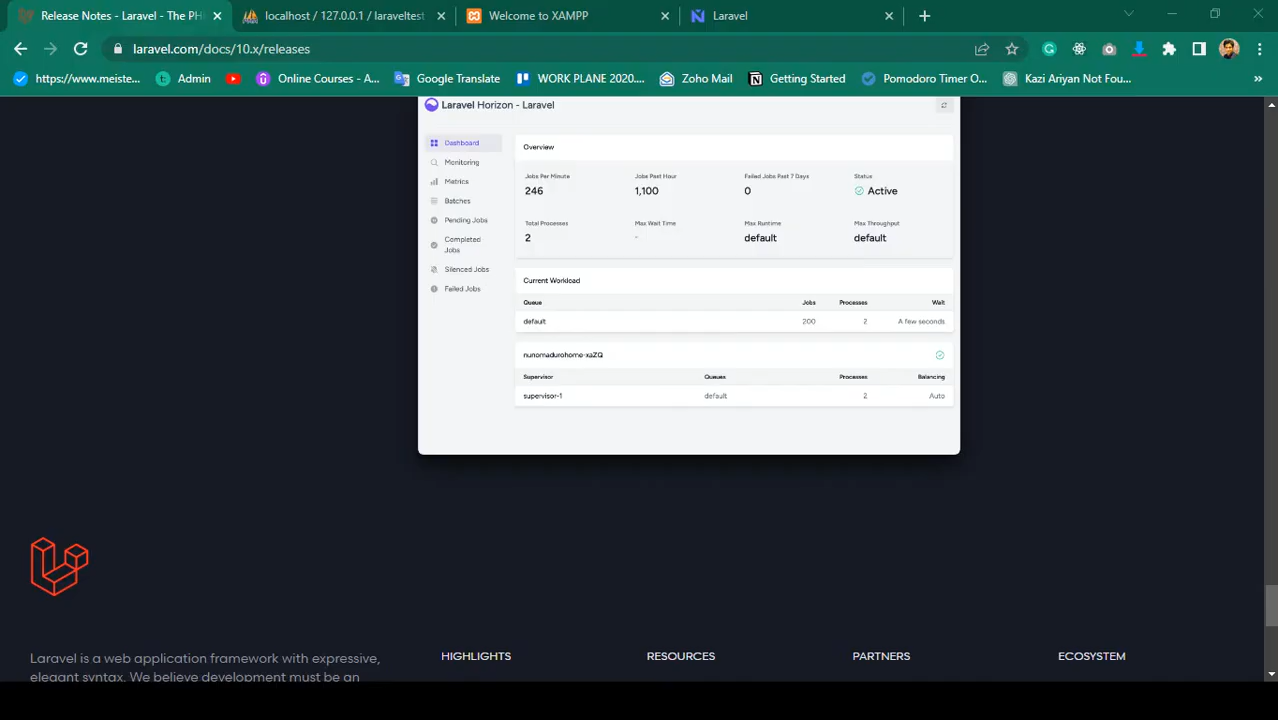 Release Notes - Laravel - The PH
localhost / 127.0.0.1 / laraveltest
Welcome to XAMPP
Laravel
laravel.com/docs/10.x/releases
https://www.meiste...
Admin
Online Courses - A...
Google Translate
WORK PLANE 2020....
Zoho Mail
Getting Started
Pomodoro Timer O...
Kazi Ariyan Not Fou...
Laravel Horizon - Laravel
Dashboard
Monitoring
Metrics
Batches
Pending Jobs
Completed
Jobs
Silenced Jobs
Failed Jobs
Overview
Jobs Per Minute Jobs Past Hour Failed Jobs Past 7 Days Status
246 1,100 0 Active
Total Processes Max Wait Time Max Runtime Max Throughput
2 - default default
Current Workload
Queue Jobs Processes Wait
default 200 2 A few seconds
nunomadurohome-xaZQ
Supervisor Queues Processes Balancing
supervisor-1 default 2 Auto
Laravel is a web application framework with expressive,
elegant syntax. We believe development must be an
HIGHLIGHTS
RESOURCES
PARTNERS
ECOSYSTEM